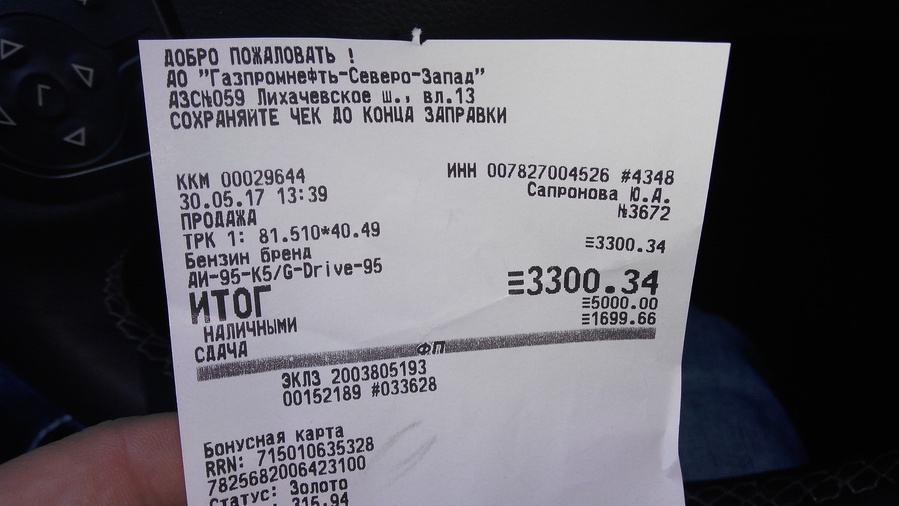 ДОБРО ПОЖАЛОВАТЬ !
АО "Газпромнефть-Северо-Запад"
АЗС№059 Лихачевское ш., вл.13
СОХРАНЯЙТЕ ЧЕК ДО КОНЦА ЗАПРАВКИ
ККМ 00029644 ИНН 007827004526 #4348
30.05.17 13:39 Сапронова Ю.А.
ПРОДАЖА №3672
ТРК 1: 81.510*40.49 ≡3300.34
Бензин бренд
АИ-95-К5/G-Drive-95
ИТОГ ≡3300.34
НАЛИЧНЫМИ ≡5000.00
СДАЧА ≡1699.66
ФП
ЭКЛЗ 2003805193
00152189 #033628
Бонусная карта
RRN: 715010635328
7825682006423100
Статус: Золото
316.94